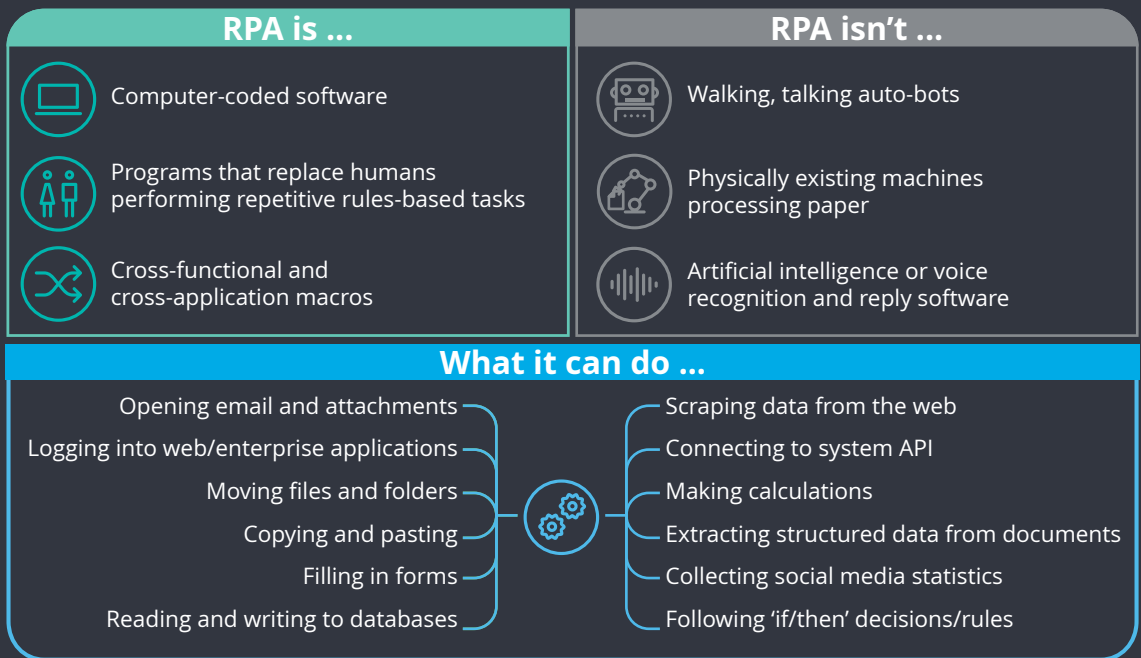 RPA is ...
Computer-coded software
Programs that replace humans
performing repetitive rules-based tasks
Cross-functional and
cross-application macros
RPA isn’t ...
Walking, talking auto-bots
Physically existing machines
processing paper
Artificial intelligence or voice
recognition and reply software
What it can do ...
Opening email and attachments
Logging into web/enterprise applications
Moving files and folders
Copying and pasting
Filling in forms
Reading and writing to databases
Scraping data from the web
Connecting to system API
Making calculations
Extracting structured data from documents
Collecting social media statistics
Following ‘if/then’ decisions/rules